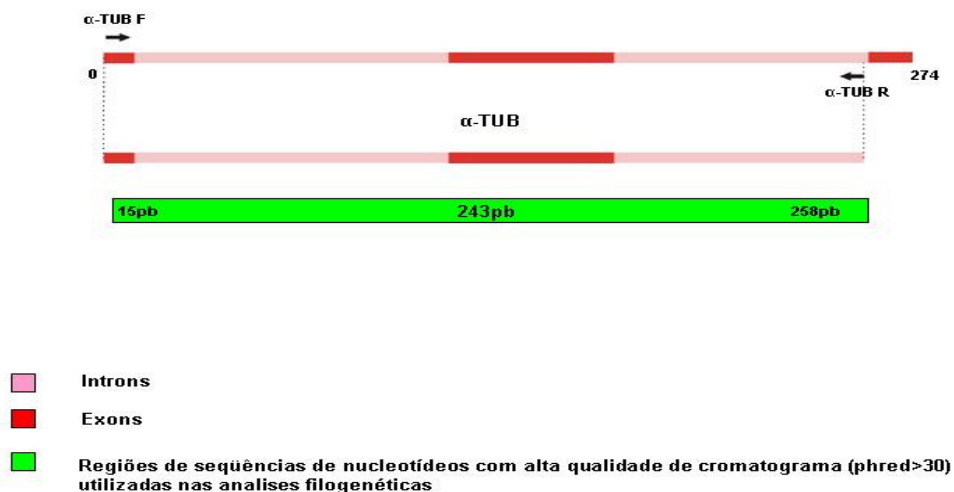 α-TUB F
0
274
α-TUB R
α-TUB
15pb
243pb
258pb
Introns
Exons
Regiões de seqüências de nucleotídeos com alta qualidade de cromatograma (phred>30)
utilizadas nas analises filogenéticas